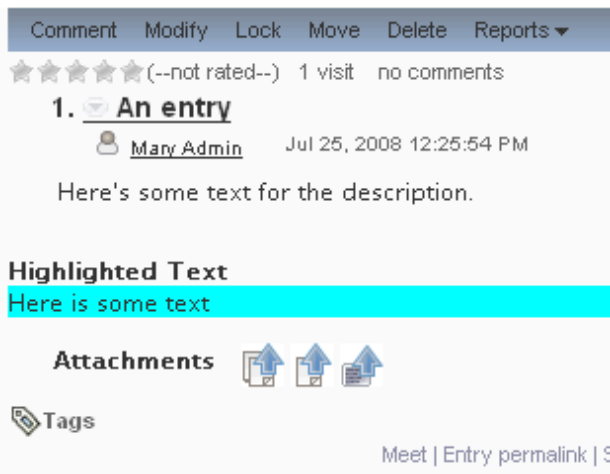 Comment Modify Lock Move Delete Reports
(--not rated--) 1 visit no comments
1. An entry
Mary Admin Jul 25, 2008 12:25:54 PM
Here's some text for the description.
Highlighted Text
Here is some text
Attachments
Tags
Meet | Entry permalink |